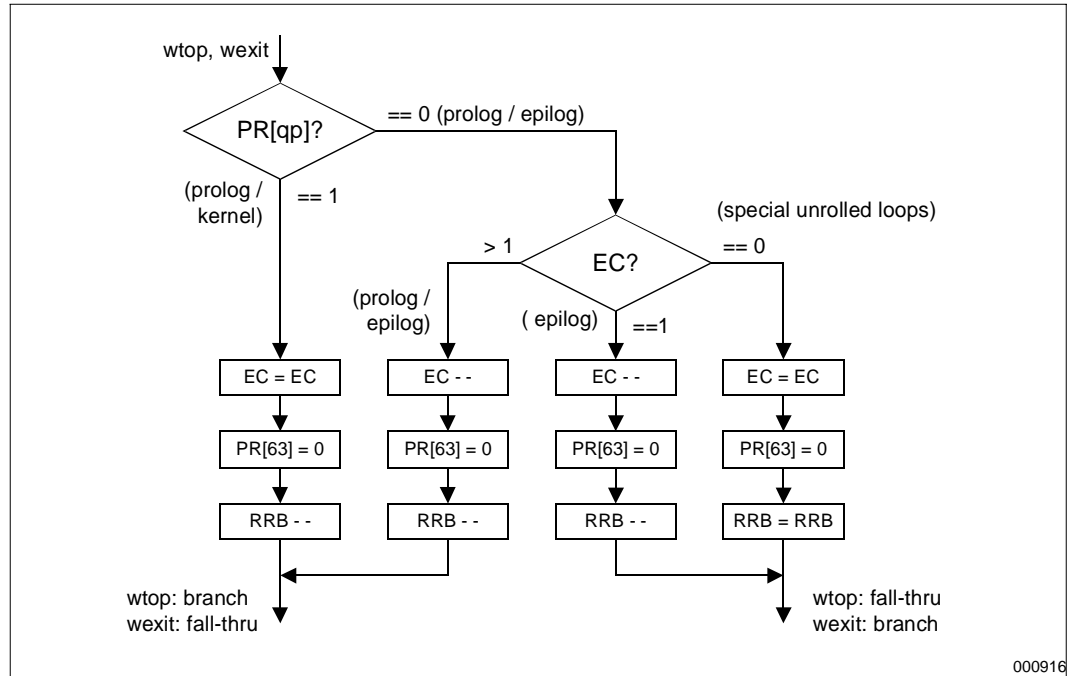 wtop, wexit
PR[qp]?
== 0 (prolog / epilog)
(prolog /
kernel)
== 1
(special unrolled loops)
> 1
EC?
== 0
(prolog /
epilog)
( epilog)
==1
EC = EC
EC - -
EC - -
EC = EC
PR[63] = 0
PR[63] = 0
PR[63] = 0
PR[63] = 0
RRB - -
RRB - -
RRB - -
RRB = RRB
wtop: branch
wexit: fall-thru
wtop: fall-thru
wexit: branch
000916